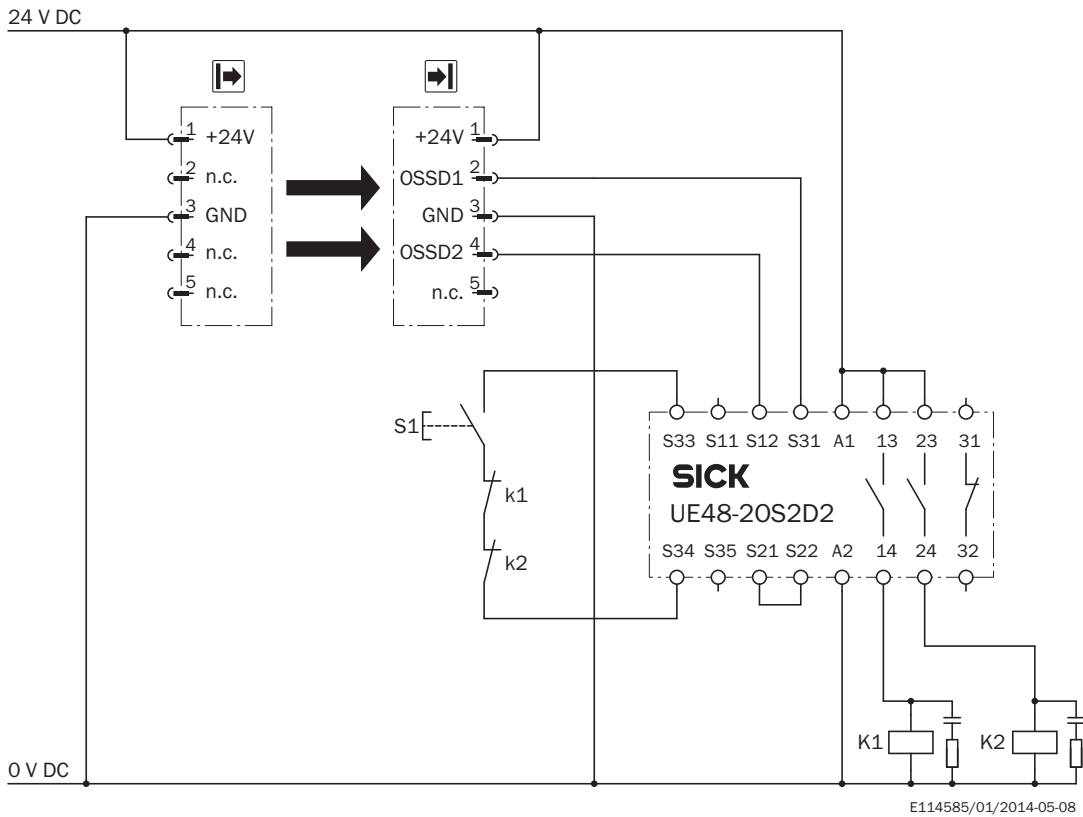 24 V DC
1 +24V
2 n.c.
3 GND
4 n.c.
5 n.c.
+24V 1
OSSD1 2
GND 3
OSSD2 4
n.c. 5
S1
k1
k2
S33 S11 S12 S31 A1 13 23 31
SICK
UE48-2OS2D2
S34 S35 S21 S22 A2 14 24 32
K1
K2
0 V DC
E114585/01/2014-05-08